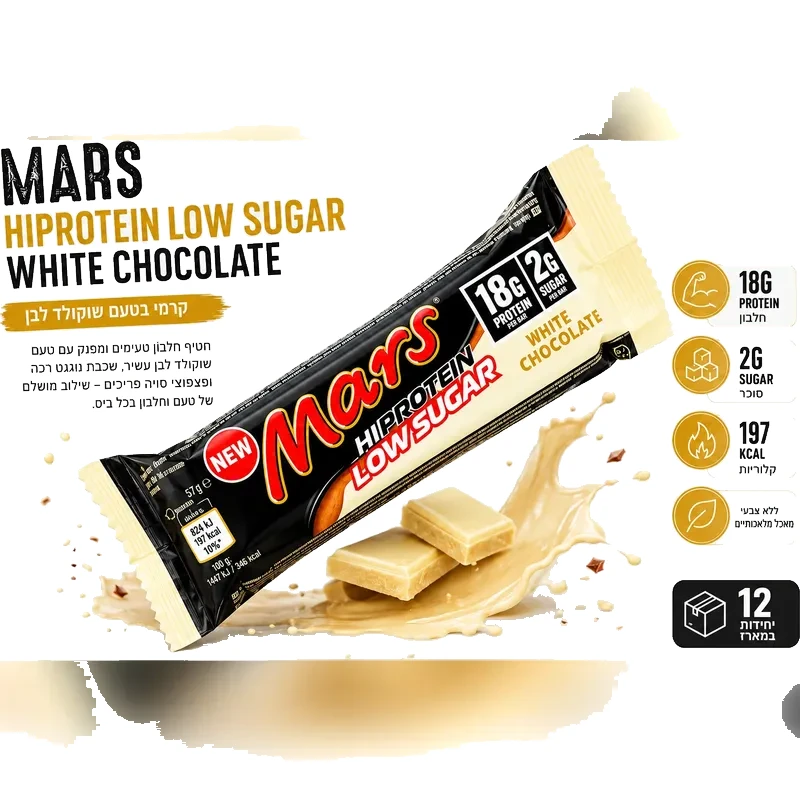 MARS
HIPROTEIN LOW SUGAR
WHITE CHOCOLATE
קרמי בטעם שוקולד לבן
חטיף חלבון טעימים ומפנק עם טעם
שוקולד לבן עשיר, שכבת נוגגט רכה
ופצפוצי סויה פריכים – שילוב מושלם
של טעם וחלבון בכל ביס.
18G
PROTEIN
PER BAR
2G
SUGAR
PER BAR
WHITE
CHOCOLATE
Mars®
HIPROTEIN
LOW SUGAR
NEW
57g e
824 kJ
197 kcal
10%*
100 g:
1447 kJ / 346 kcal
18G
PROTEIN
חלבון
2G
SUGAR
סוכר
197
KCAL
קלוריות
ללא צבעי
מאכל מלאכותיים
12
יחידות
במארז